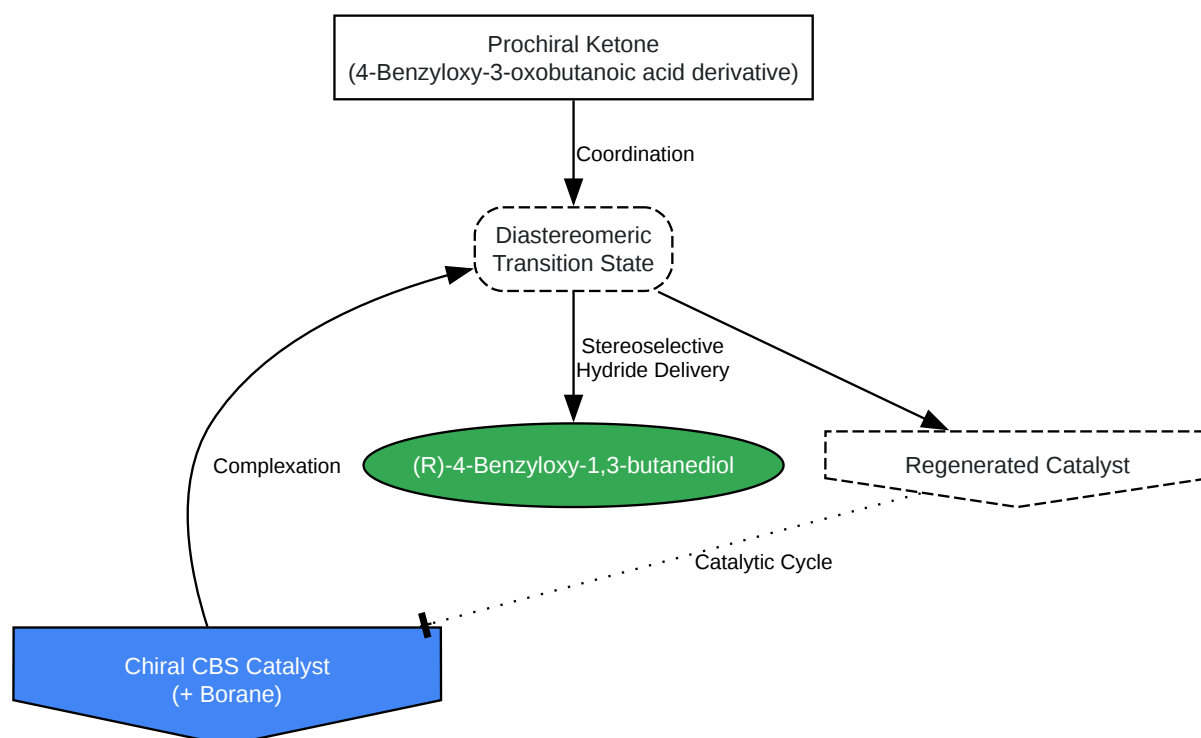 Prochiral Ketone
(4-Benzyloxy-3-oxobutanoic acid derivative)
Coordination
Diastereomeric
Transition State
Stereoselective
Hydride Delivery
Complexation
(R)-4-Benzyloxy-1,3-butanediol
Regenerated Catalyst
Catalytic Cycle
Chiral CBS Catalyst
(+ Borane)